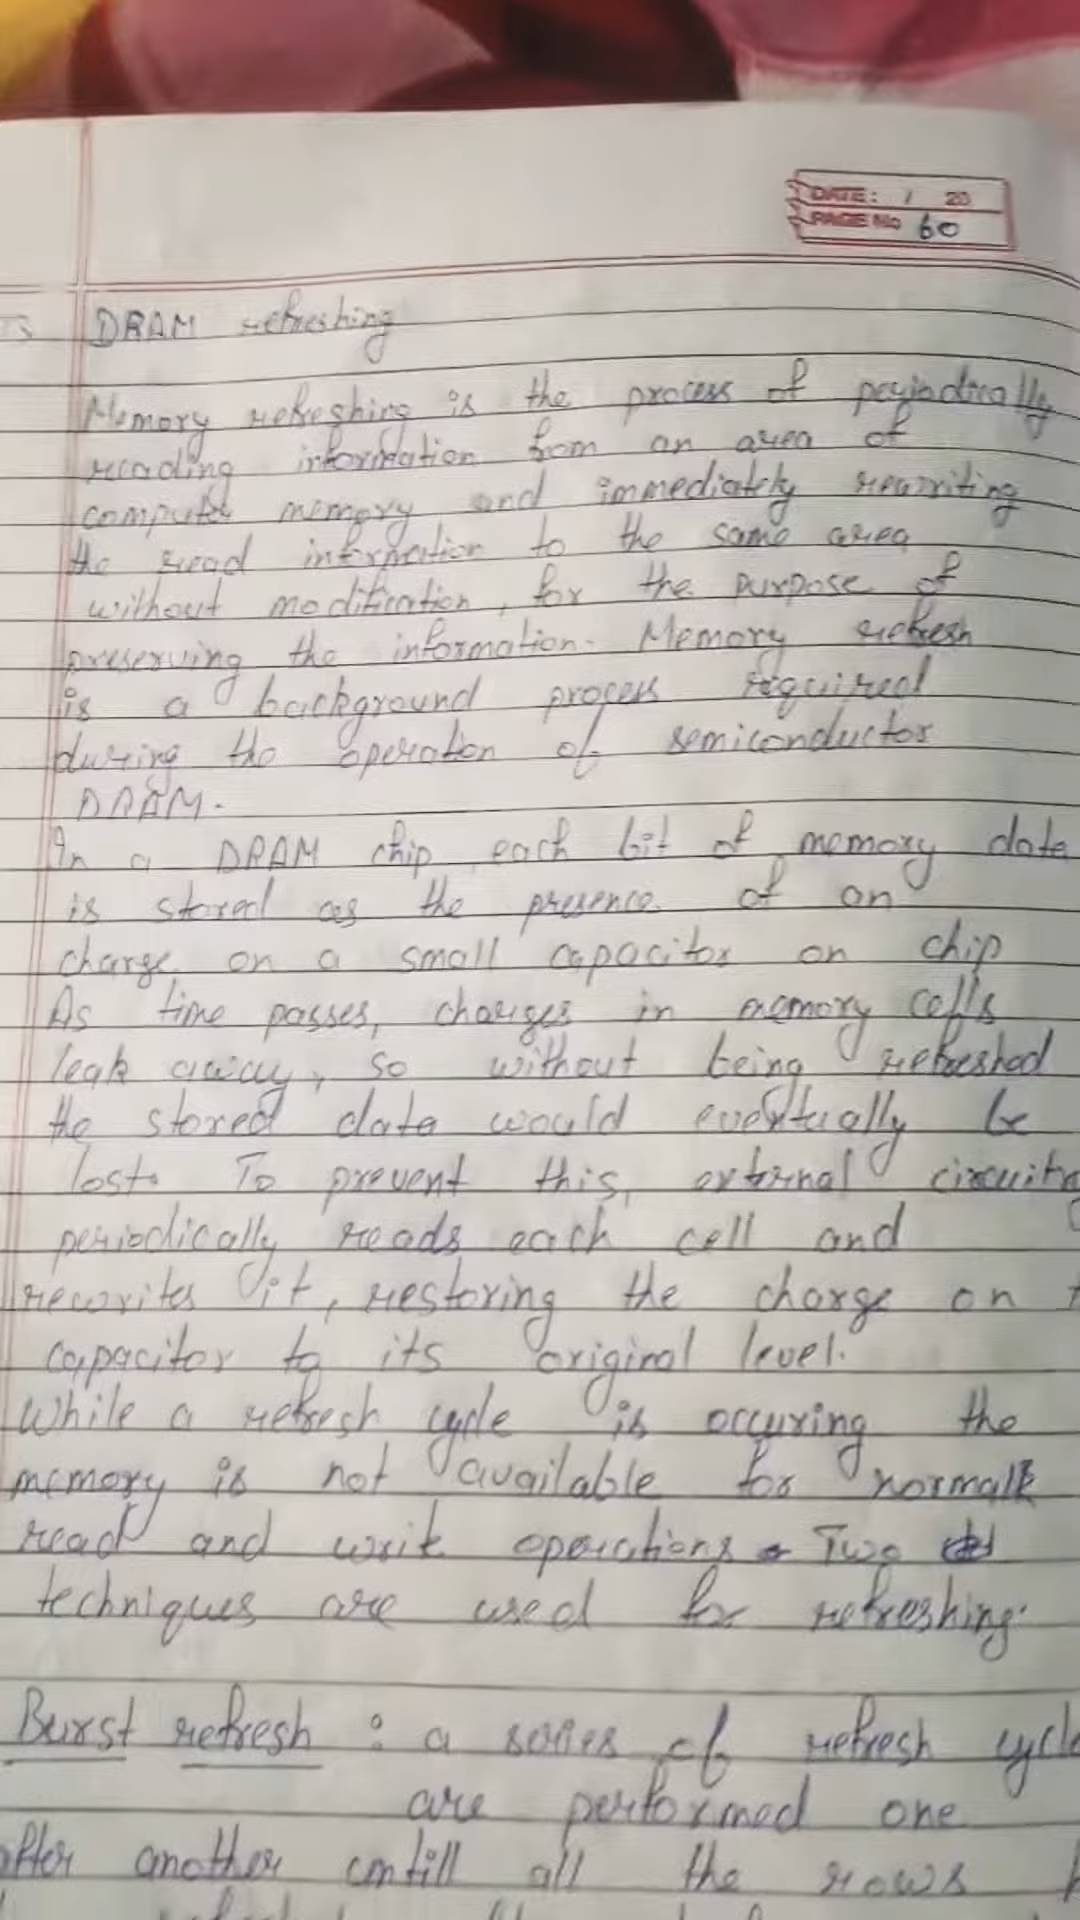 DATE: / 20
PAGE No 60
DRAM refreshing
Memory refreshing is the process of periodically
reading information from an area of
computer memory and immediately rewriting
the read information to the same area
without modification, for the purpose of
preserving the information. Memory refresh
is a background process required
during the operation of semiconductor
DRAM.
In a DRAM chip each bit of memory data
is stored as the presence of an
charge on a small capacitor on chip
As time passes, charges in memory cells
leak away, so without being refreshed
the stored data would eventually be
lost. To prevent this, external
periodically reads each cell and
rewrites it, restoring the charge on
capacitor to its original level.
While a refresh cycle is occuring the
memory is not available for normal
read and write operations. Two
techniques are used for refreshing.
Burst refresh : a series of refresh
are performed one
after another untill all the rows